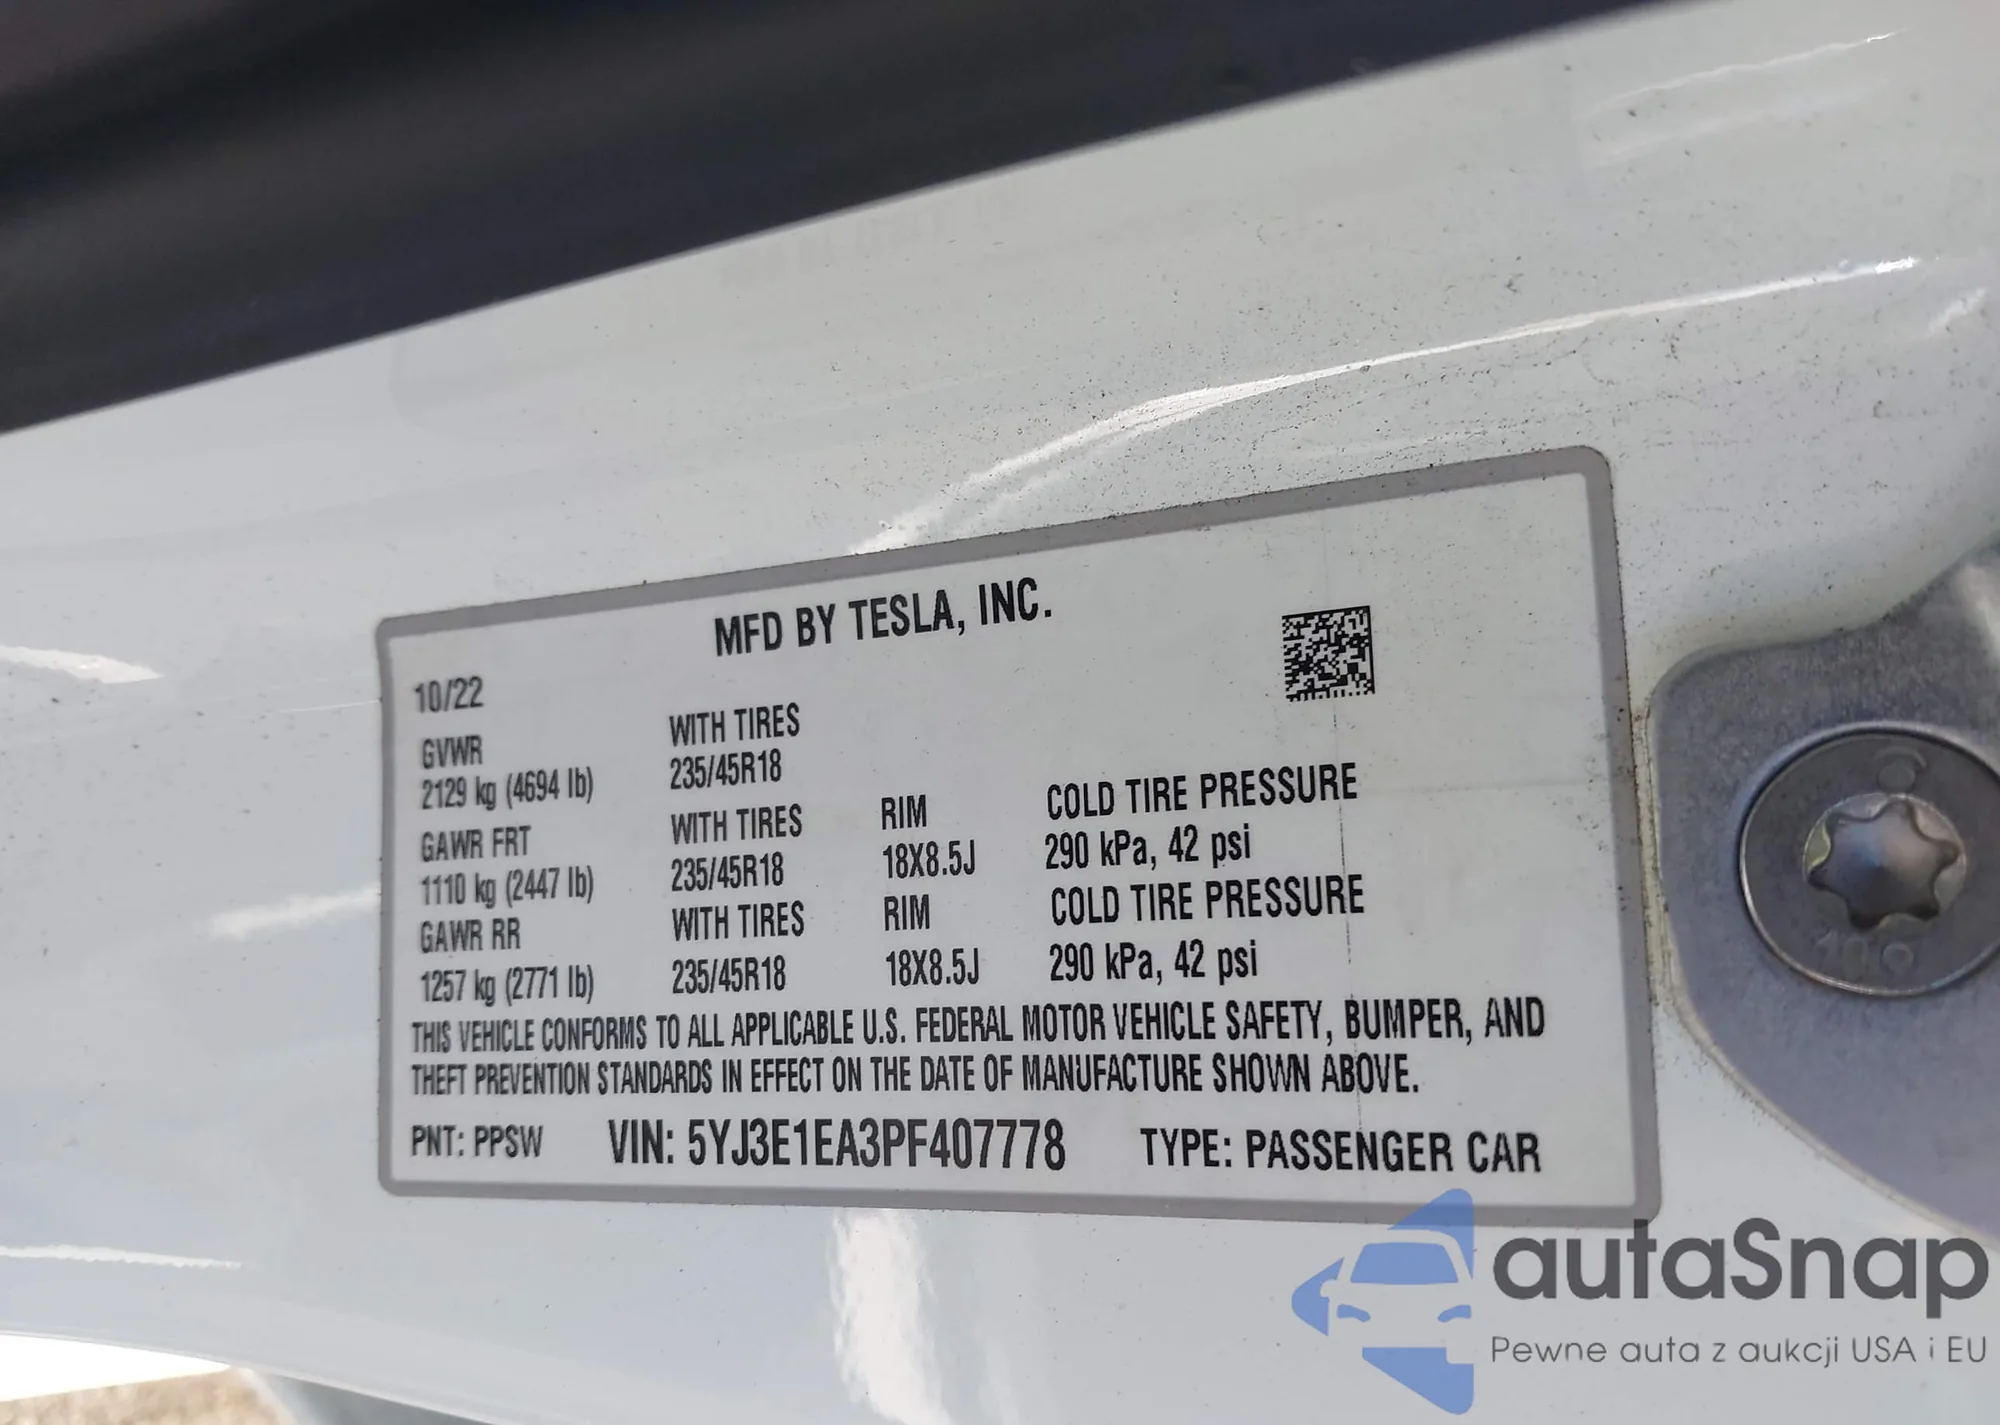 MFD BY TESLA, INC.
10/22
GVWR WITH TIRES
2129 kg (4694 lb) 235/45R18
GAWR FRT WITH TIRES RIM COLD TIRE PRESSURE
1110 kg (2447 lb) 235/45R18 18X8.5J 290 kPa, 42 psi
GAWR RR WITH TIRES RIM COLD TIRE PRESSURE
1257 kg (2771 lb) 235/45R18 18X8.5J 290 kPa, 42 psi
THIS VEHICLE CONFORMS TO ALL APPLICABLE U.S. FEDERAL MOTOR VEHICLE SAFETY, BUMPER, AND
THEFT PREVENTION STANDARDS IN EFFECT ON THE DATE OF MANUFACTURE SHOWN ABOVE.
PNT: PPSW VIN: 5YJ3E1EA3PF407778 TYPE: PASSENGER CAR
autaSnap
Pewne auta z aukcji USA i EU